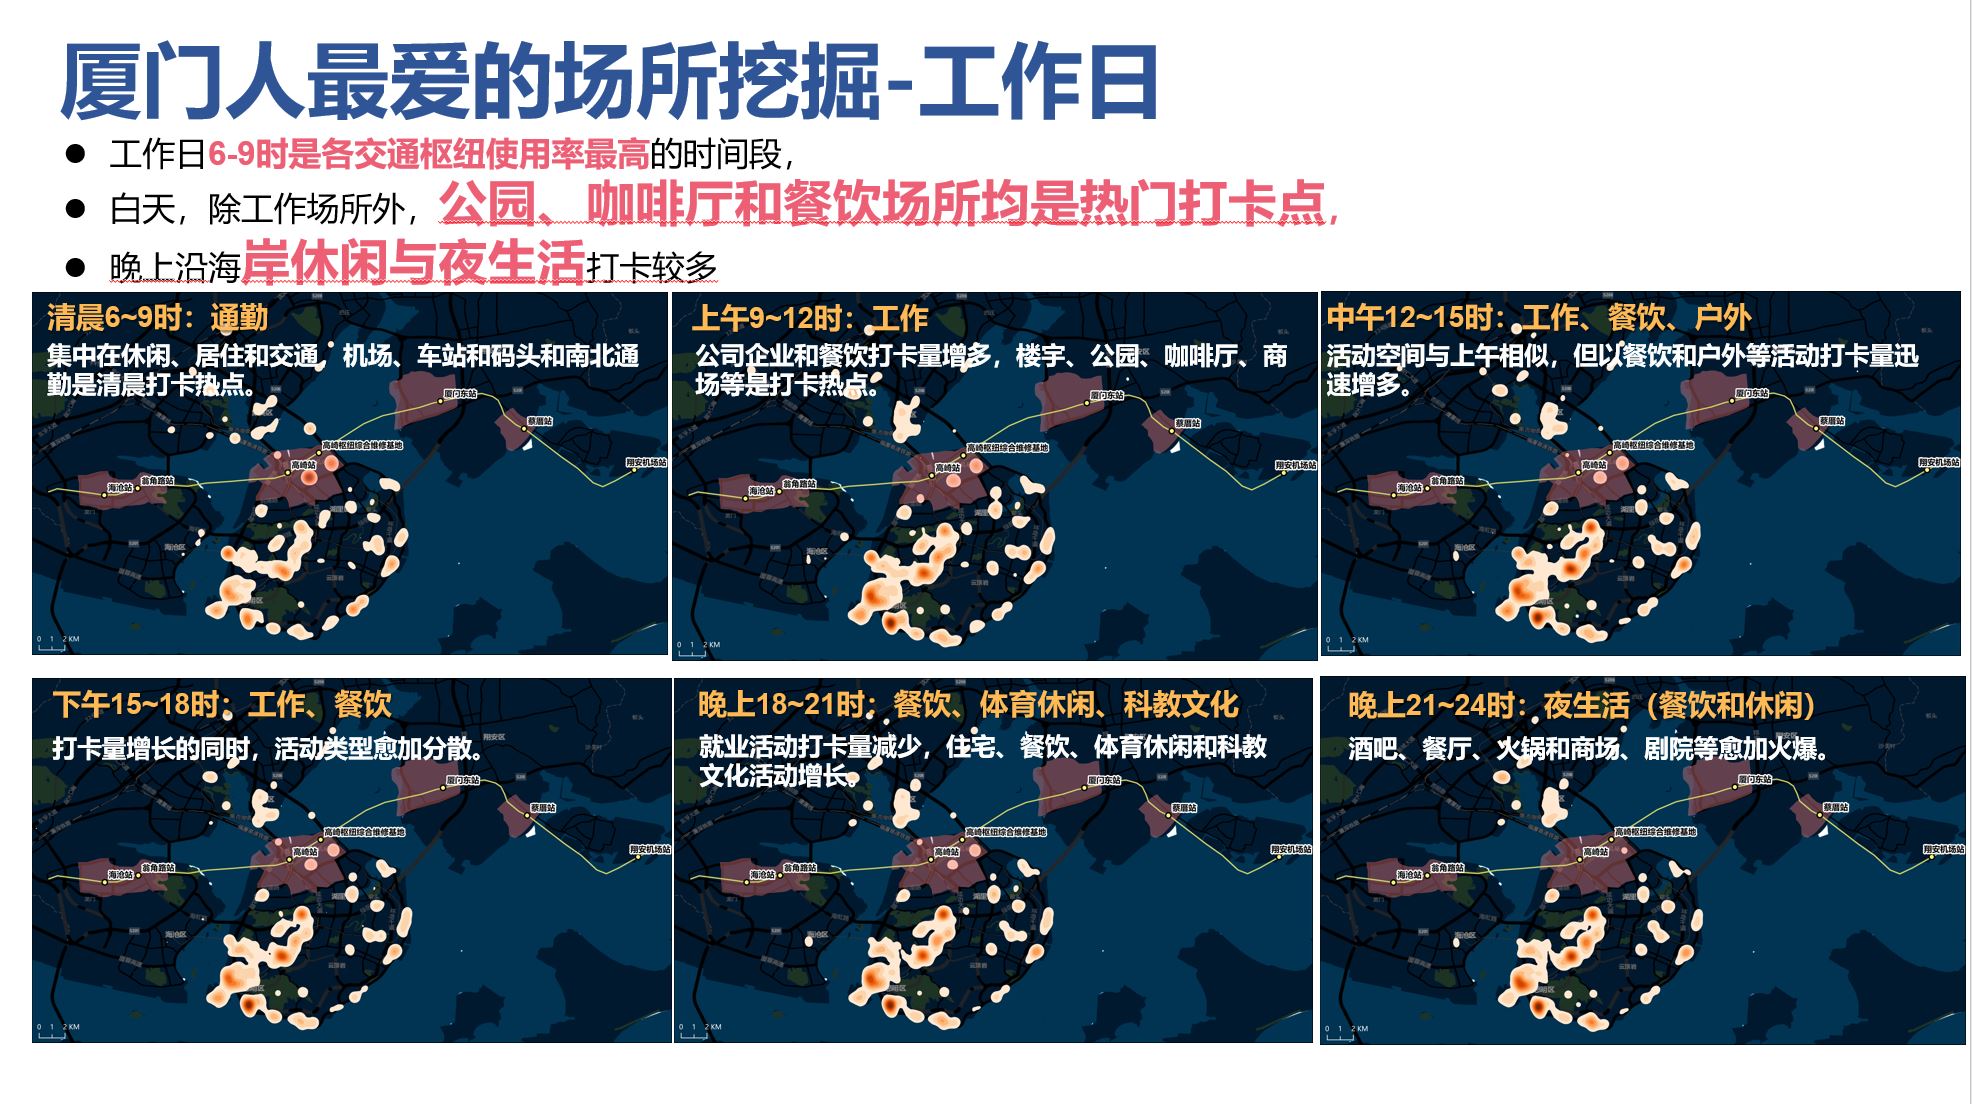 厦门人最爱的场所挖掘-工作日
● 工作日6-9时是各交通枢纽使用率最高的时间段，
● 白天，除工作场所外，公园、咖啡厅和餐饮场所均是热门打卡点，
● 晚上沿海岸休闲与夜生活打卡较多
清晨6~9时：通勤
集中在休闲、居住和交通，机场、车站和码头和南北通
勤是清晨打卡热点。
厦门东站
蔡厝站
高崎枢纽综合维修基地
翔安机场站
高崎站
翁角路站
海沧站
0 1 2 KM
上午9~12时：工作
公司企业和餐饮打卡量增多，楼宇、公园、咖啡厅、商
场等是打卡热点。
厦门东站
蔡厝站
高崎枢纽综合维修基地
翔安机场站
高崎站
翁角路站
海沧站
0 1 2 KM
中午12~15时：工作、餐饮、户外
活动空间与上午相似，但以餐饮和户外等活动打卡量迅
速增多。
厦门东站
蔡厝站
高崎枢纽综合维修基地
翔安机场站
高崎站
翁角路站
海沧站
0 1 2 KM
下午15~18时：工作、餐饮
打卡量增长的同时，活动类型愈加分散。
厦门东站
蔡厝站
高崎枢纽综合维修基地
翔安机场站
高崎站
翁角路站
海沧站
0 1 2 KM
晚上18~21时：餐饮、体育休闲、科教文化
就业活动打卡量减少，住宅、餐饮、体育休闲和科教
文化活动增长。
厦门东站
蔡厝站
高崎枢纽综合维修基地
翔安机场站
高崎站
翁角路站
海沧站
0 1 2 KM
晚上21~24时：夜生活（餐饮和休闲）
酒吧、餐厅、火锅和商场、剧院等愈加火爆。
厦门东站
蔡厝站
高崎枢纽综合维修基地
翔安机场站
高崎站
翁角路站
海沧站
0 1 2 KM